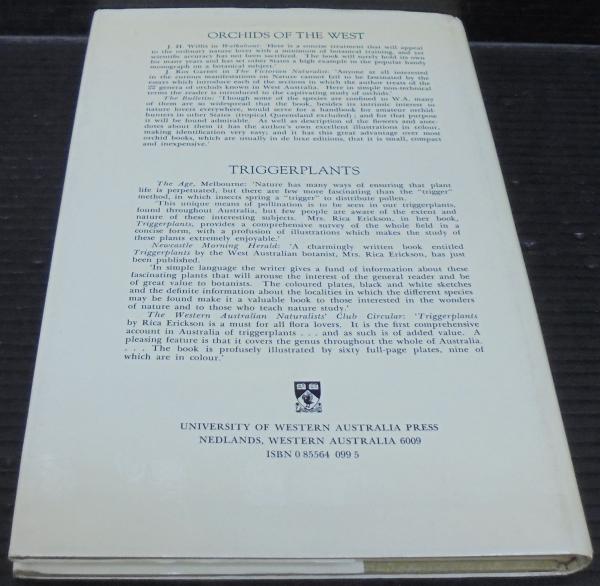 ORCHIDS OF THE WEST
J. H. Willis in Walkabout: Here is a concise treatment that will appeal
to the ordinary nature lover with a minimum of botanical training, and yet
scientific accuracy has not been sacrificed. The book will surely hold its own
for many years and has set other States a high example in the popular handy
monograph on a botanical subject.'
J. Ros Garnet in The Victorian Naturalist: 'Anyone at all interested
in the curious manifestations on Nature cannot fail to be fascinated by the
essays which introduce each of the sections in which the author treats of the
22 genera of orchids known in West Australia. Here in simple non-technical
terms the reader is introduced to the captivating study of orchids.'
The Bulletin: 'Though some of the species are confined to W.A. many
of them are so widespread that the book, besides its intrinsic interest to
nature lovers everywhere, would serve for a handbook for musical orchid-
hunters in other States (tropical Queensland excluded); and for that purpose
it will be found admirable. As well as description of the flowers and anec-
dotes about them it has the author's own excellent illustrations in colour,
making identification very easy; and it has this great advantage over most
orchid books, which are usually in de luxe editions, that it is small, compact
and inexpensive.'
TRIGGERPLANTS
The Age, Melbourne: 'Nature has many ways of ensuring that plant
life is perpetuated, but there are few more fascinating than the "trigger"
method, in which insects spring a "trigger" to distribute pollen.
'This unique means of pollination is to be seen in our triggerplants,
found throughout Australia, but few people are aware of the extent and
nature of these interesting subjects. Mrs. Rica Erickson, in her book,
Triggerplants, provides a comprehensive survey of the whole field in a
concise form, with a profusion of illustrations which makes the study of
these plants extremely enjoyable.'
Newcastle Morning Herald: 'A charmingly written book entitled
Triggerplants by the West Australian botanist, Mrs. Rica Erickson, has just
been published.
'In simple language the writer gives a fund of information about these
fascinating plants that will arouse the interest of the general reader and be
of great value to botanists. The coloured plates, black and white sketches
and the definite information about the localities in which the different species
may be found make it a valuable book to those interested in the wonders
of nature and to those who teach nature study.'
The Western Australian Naturalists' Club Circular: 'Triggerplants
by Rica Erickson is a must for all flora lovers. It is the first comprehensive
account in Australia of triggerplants . . . and as such is of added value. A
pleasing feature is that it covers the genus throughout the whole of Australia.
. . . The book is profusely illustrated by sixty full-page plates, nine of
which are in colour.'
UNIVERSITY OF WESTERN AUSTRALIA PRESS
NEDLANDS, WESTERN AUSTRALIA 6009
ISBN 0 85564 099 5